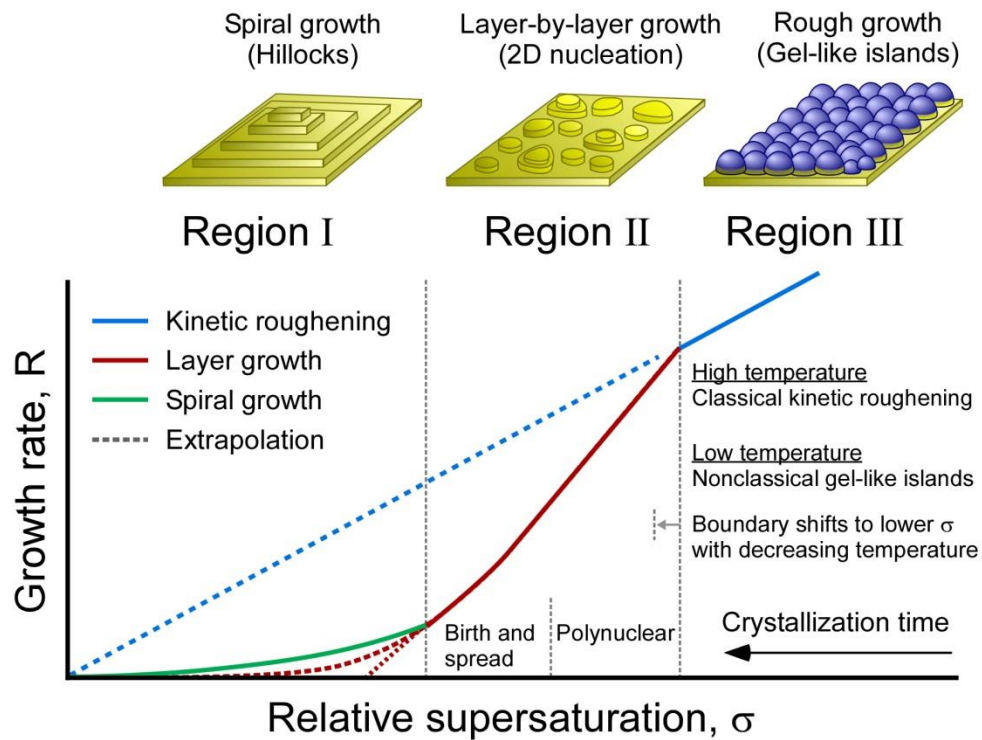 Spiral growth
(Hillocks)
Layer-by-layer growth
(2D nucleation)
Rough growth
(Gel-like islands)
Region I
Region II
Region III
Kinetic roughening
Layer growth
Spiral growth
Extrapolation
High temperature
Classical kinetic roughening
Low temperature
Nonclassical gel-like islands
Boundary shifts to lower σ
with decreasing temperature
Birth and
spread
Polynuclear
Crystallization time
Growth rate, R
Relative supersaturation, σ